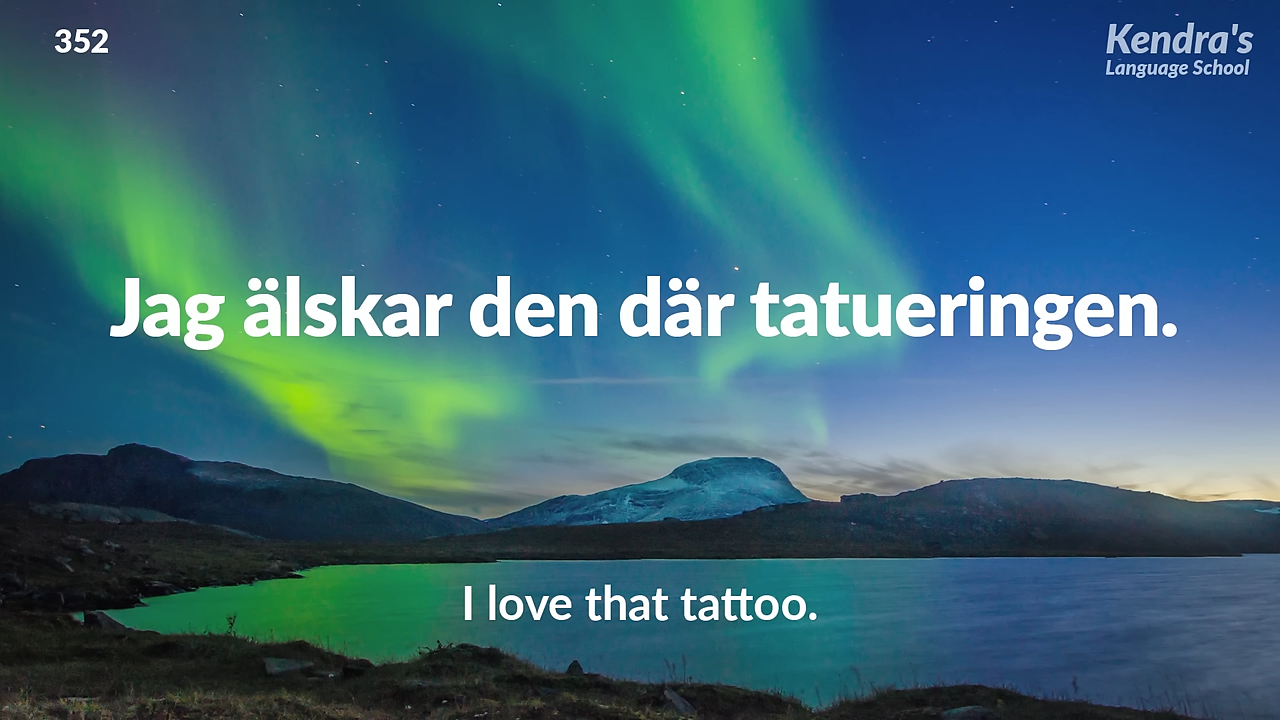 352
Kendra's
Language School
Jag älskar den där tatueringen.
I love that tattoo.